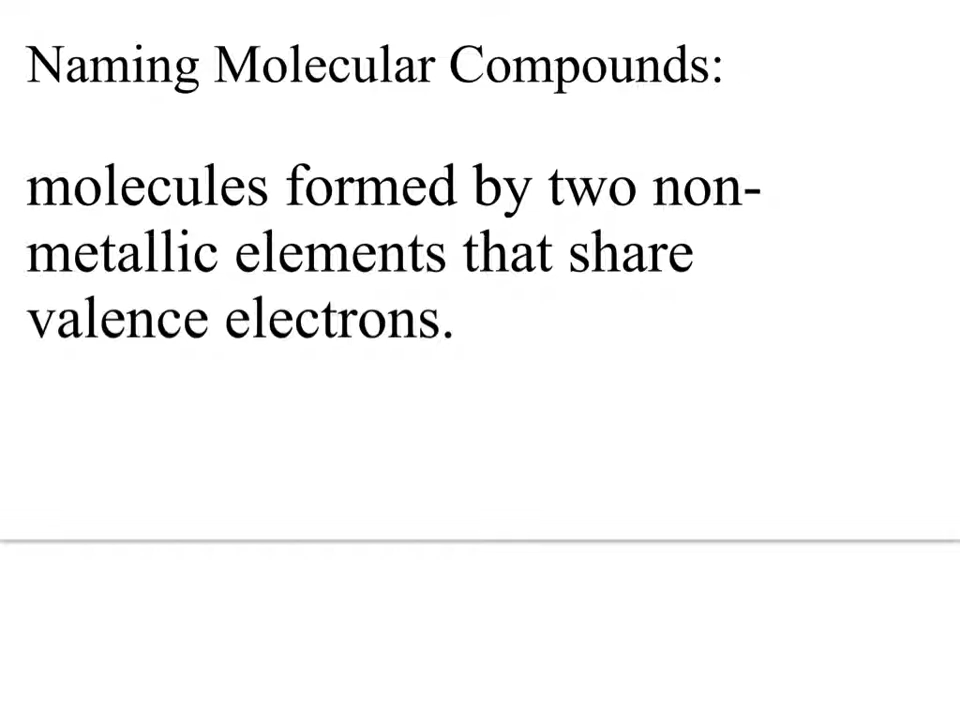 Naming Molecular Compounds:
molecules formed by two non-
metallic elements that share
valence electrons.